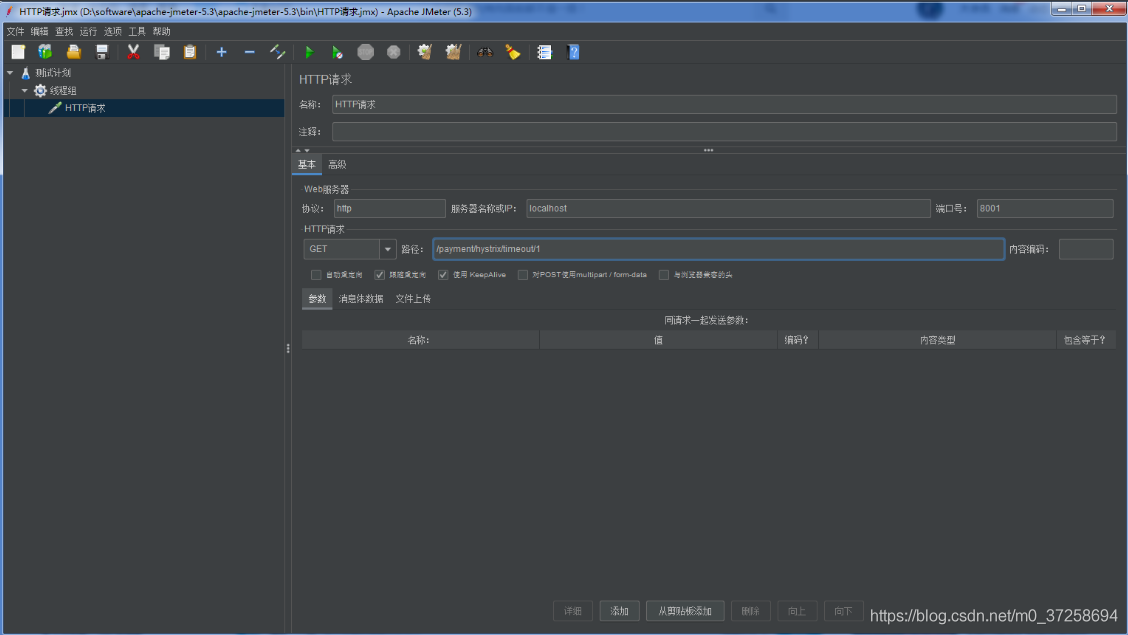 HTTP请求.jmx (D:\software\apache-jmeter-5.3\apache-jmeter-5.3\bin\HTTP请求.jmx) - Apache JMeter (5.3)
文件 编辑 查找 运行 选项 工具 帮助
测试计划
线程组
HTTP请求
HTTP请求
名称: HTTP请求
注释:
基本 高级
Web服务器
协议: http 服务器名称或IP: localhost 端口号: 8001
HTTP请求
GET 路径: /payment/hystrix/timeout/1 内容编码:
自动重定向 跟随重定向 使用 KeepAlive 对POST使用multipart / form-data 与浏览器兼容的头
参数 消息体数据 文件上传
同请求一起发送参数:
名称: 值 编码? 内容类型 包含等于?
详细 添加 从剪贴板添加 删除 向上 向下
https://blog.csdn.net/m0_37258694